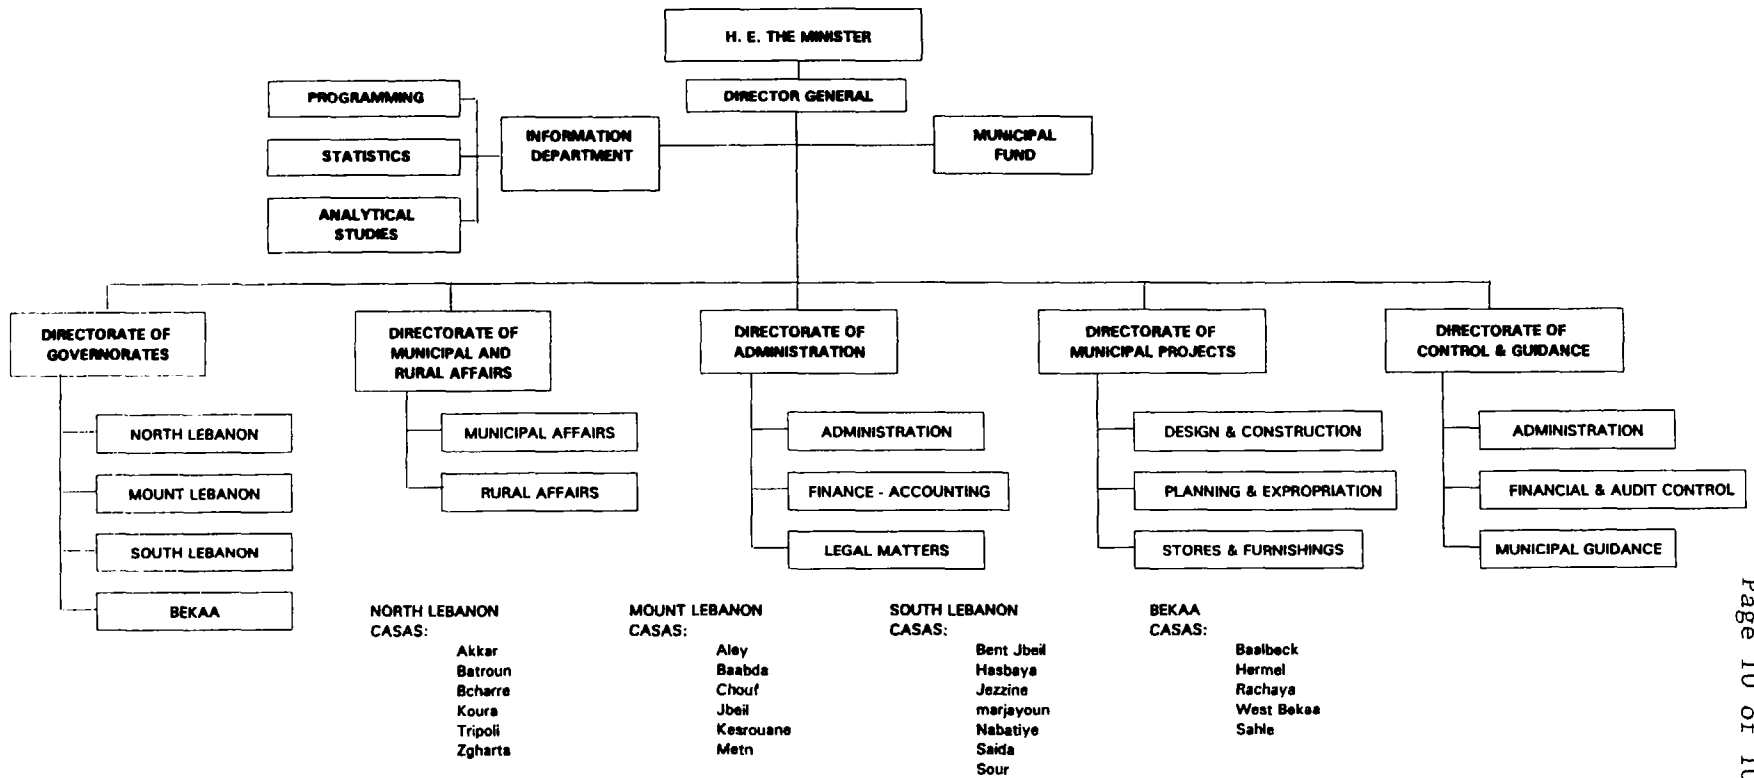 H. E. THE MINISTER
DIRECTOR GENERAL
PROGRAMMING
STATISTICS
ANALYTICAL
STUDIES
INFORMATION
DEPARTMENT
MUNICIPAL
FUND
DIRECTORATE OF
GOVERNORATES
NORTH LEBANON
MOUNT LEBANON
SOUTH LEBANON
BEKAA
DIRECTORATE OF
MUNICIPAL AND
RURAL AFFAIRS
MUNICIPAL AFFAIRS
RURAL AFFAIRS
DIRECTORATE OF
ADMINISTRATION
ADMINISTRATION
FINANCE - ACCOUNTING
LEGAL MATTERS
DIRECTORATE OF
MUNICIPAL PROJECTS
DESIGN & CONSTRUCTION
PLANNING & EXPROPRIATION
STORES & FURNISHINGS
DIRECTORATE OF
CONTROL & GUIDANCE
ADMINISTRATION
FINANCIAL & AUDIT CONTROL
MUNICIPAL GUIDANCE
NORTH LEBANON
CASAS:
Akkar
Batroun
Bcharre
Koura
Tripoli
Zgharta
MOUNT LEBANON
CASAS:
Aley
Baabda
Chouf
Jbeil
Kesrouane
Metn
SOUTH LEBANON
CASAS:
Bent Jbeil
Hasbaya
Jezzine
marjayoun
Nabatiye
Saida
Sour
BEKAA
CASAS:
Baalbeck
Hermel
Rachaya
West Bekaa
Sahle
Page 10 of 10